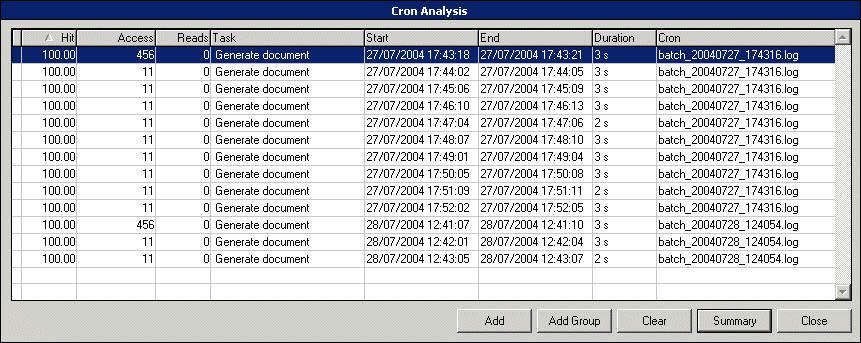 Cron Analysis
Hit Access Reads Task Start End Duration Cron
100.00 456 0 Generate document 27/07/2004 17:43:18 27/07/2004 17:43:21 3 s batch_20040727_174316.log
100.00 11 0 Generate document 27/07/2004 17:44:02 27/07/2004 17:44:05 3 s batch_20040727_174316.log
100.00 11 0 Generate document 27/07/2004 17:45:06 27/07/2004 17:45:09 3 s batch_20040727_174316.log
100.00 11 0 Generate document 27/07/2004 17:46:10 27/07/2004 17:46:13 3 s batch_20040727_174316.log
100.00 11 0 Generate document 27/07/2004 17:47:04 27/07/2004 17:47:06 2 s batch_20040727_174316.log
100.00 11 0 Generate document 27/07/2004 17:48:07 27/07/2004 17:48:10 3 s batch_20040727_174316.log
100.00 11 0 Generate document 27/07/2004 17:49:01 27/07/2004 17:49:04 3 s batch_20040727_174316.log
100.00 11 0 Generate document 27/07/2004 17:50:05 27/07/2004 17:50:08 3 s batch_20040727_174316.log
100.00 11 0 Generate document 27/07/2004 17:51:09 27/07/2004 17:51:11 2 s batch_20040727_174316.log
100.00 11 0 Generate document 27/07/2004 17:52:02 27/07/2004 17:52:05 3 s batch_20040727_174316.log
100.00 456 0 Generate document 28/07/2004 12:41:07 28/07/2004 12:41:10 3 s batch_20040728_124054.log
100.00 11 0 Generate document 28/07/2004 12:42:01 28/07/2004 12:42:04 3 s batch_20040728_124054.log
100.00 11 0 Generate document 28/07/2004 12:43:05 28/07/2004 12:43:07 2 s batch_20040728_124054.log
Add Add Group Clear Summary Close